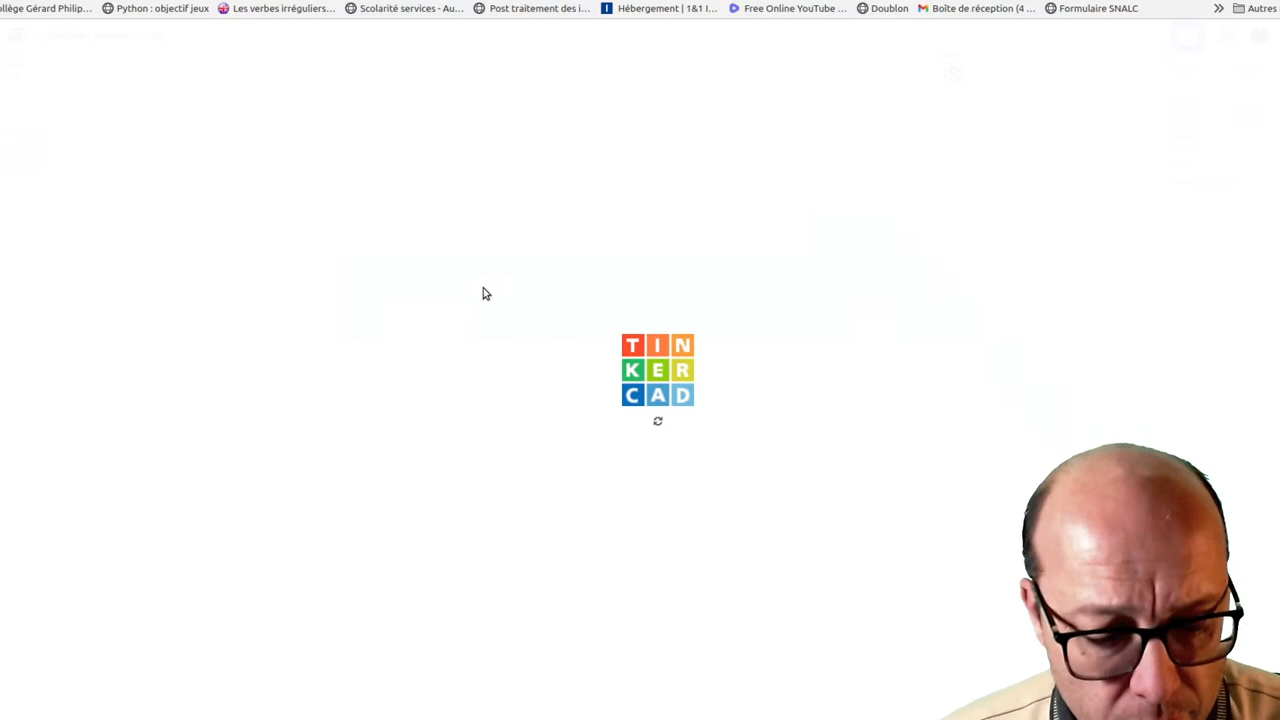 ollège Gérard Philip... Python : objectif jeux Les verbes irréguliers... Scolarité services - Au... Post traitement des i... Hébergement | 1&1 I... Free Online YouTube ... Doublon Boîte de réception (4 ... Formulaire SNALC » Autres
TIN
KER
CAD